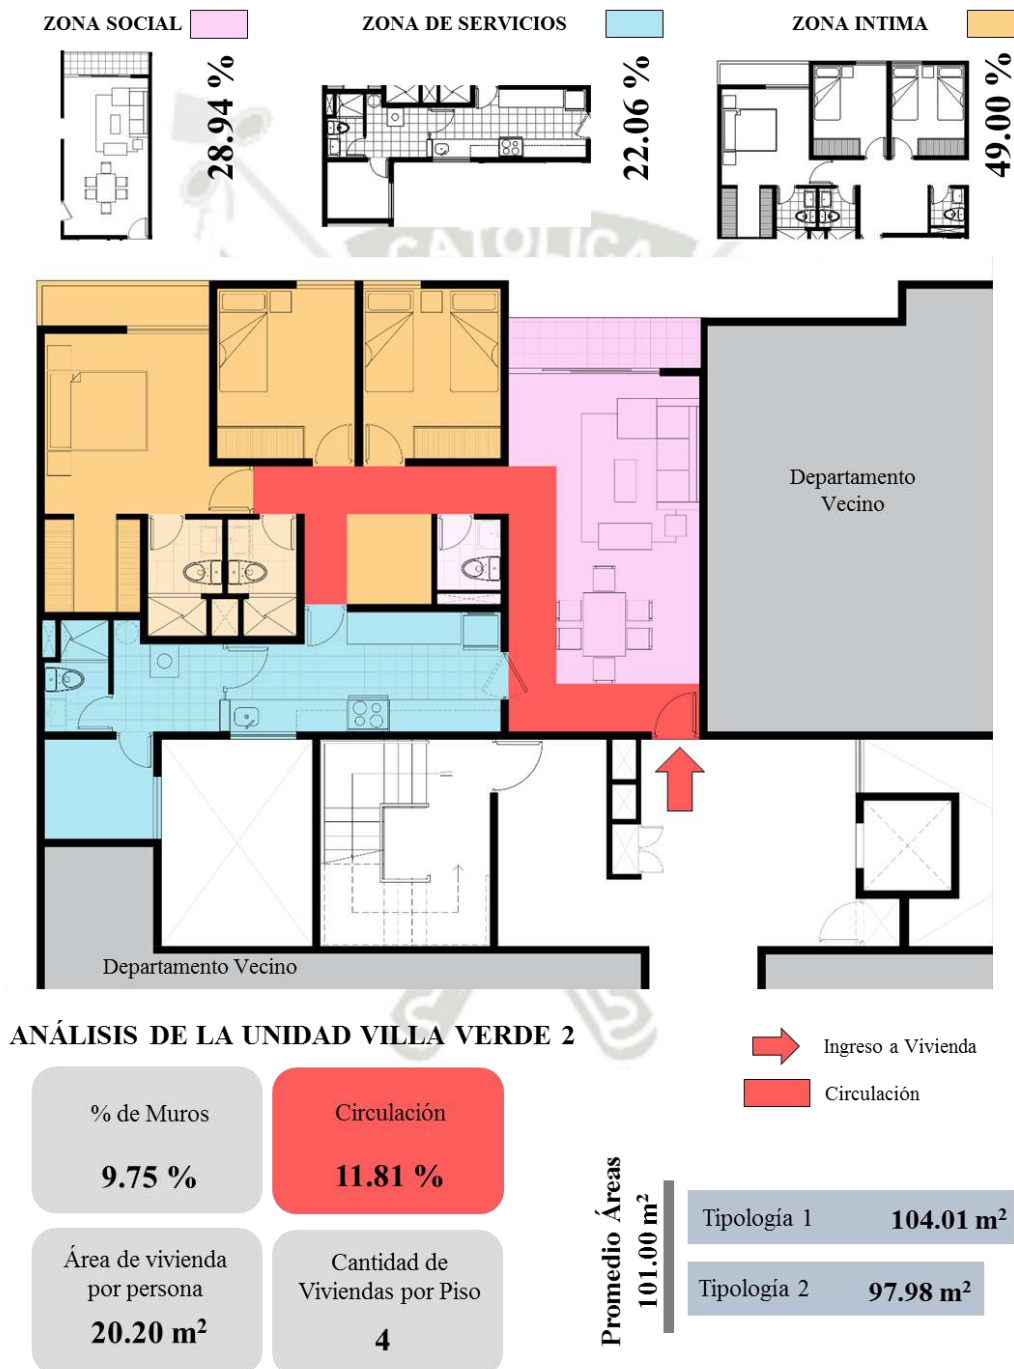 ZONA SOCIAL
28.94 %
ZONA DE SERVICIOS
22.06 %
ZONA INTIMA
49.00 %
CATOLICA
Departamento
Vecino
Departamento Vecino
ANÁLISIS DE LA UNIDAD VILLA VERDE 2
Ingreso a Vivienda
Circulación
% de Muros
9.75 %
Circulación
11.81 %
Área de vivienda
por persona
20.20 m²
Cantidad de
Viviendas por Piso
4
Promedio Áreas
101.00 m²
Tipología 1 104.01 m²
Tipología 2 97.98 m²